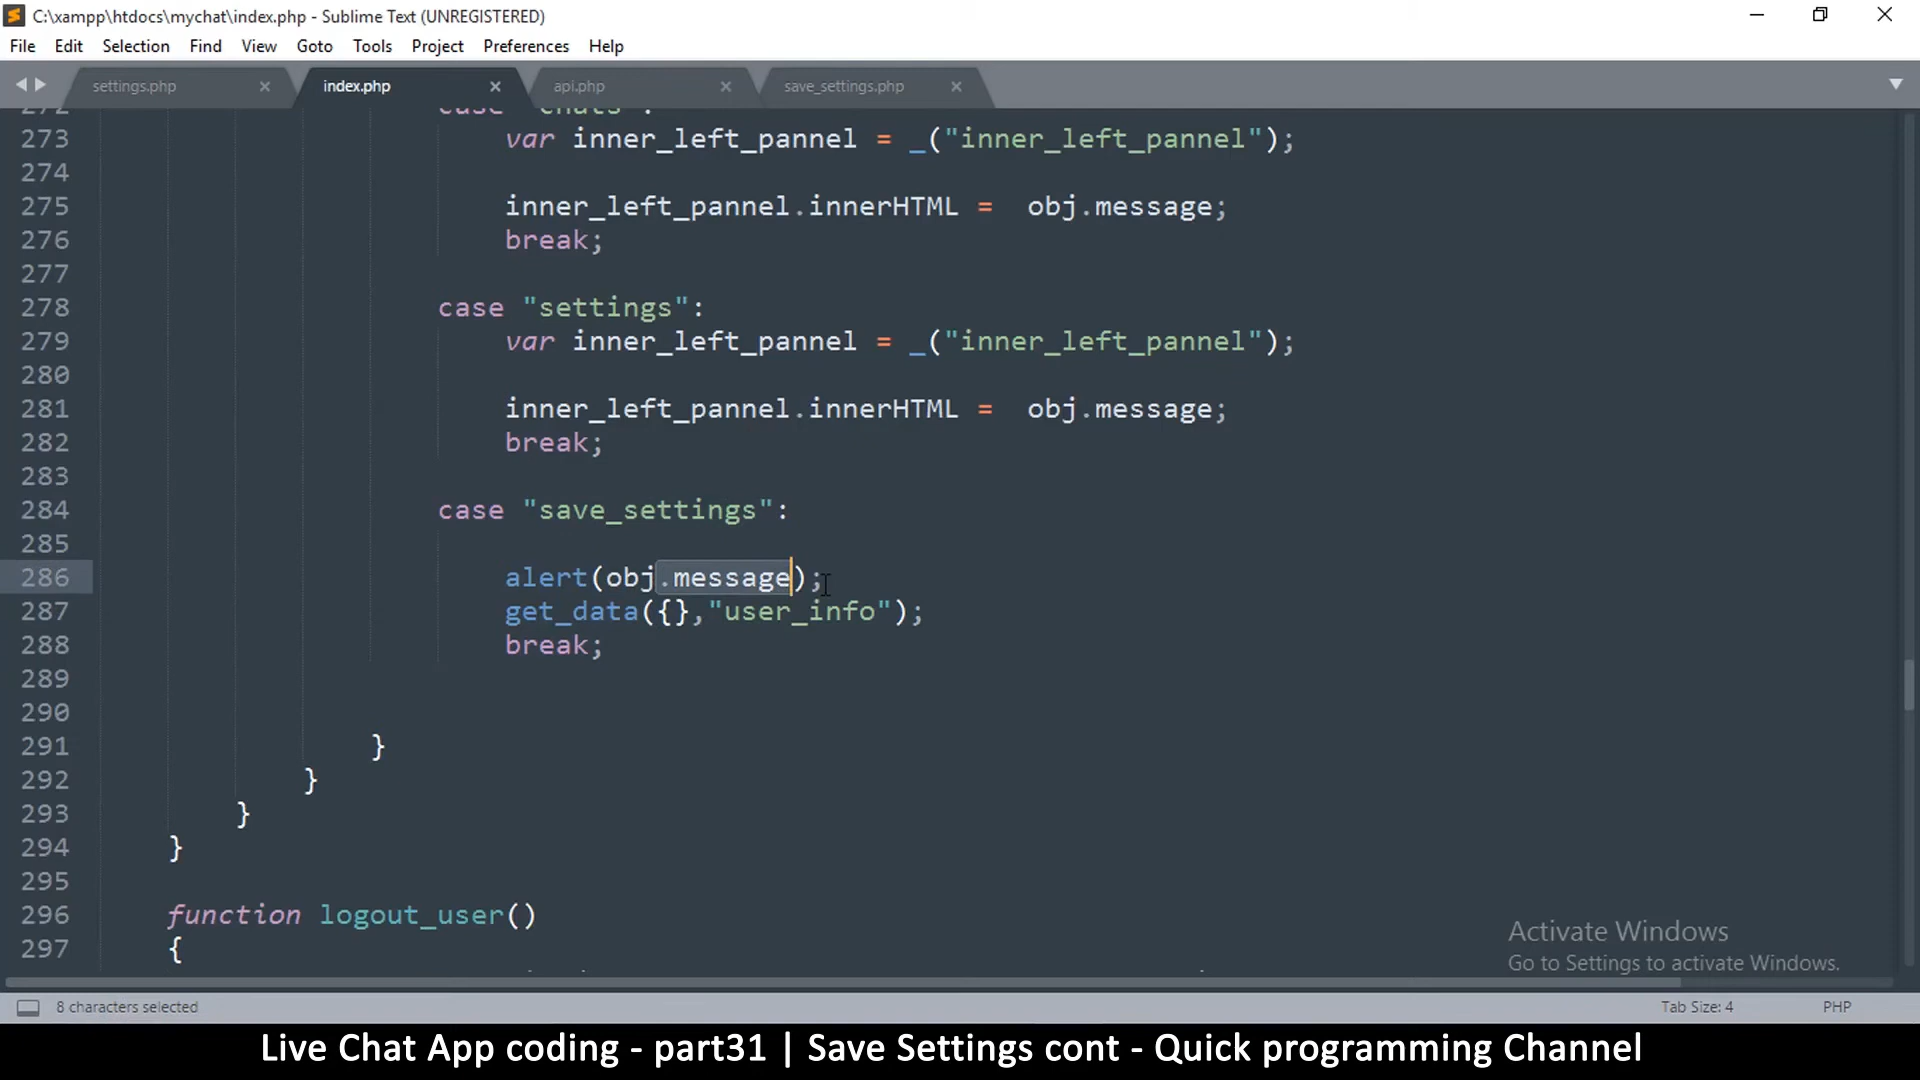 C:\xampp\htdocs\mychat\index.php - Sublime Text (UNREGISTERED)
File Edit Selection Find View Goto Tools Project Preferences Help
settings.php index.php api.php save_settings.php
272 case "chats":
273 var inner_left_pannel = _("inner_left_pannel");
274
275 inner_left_pannel.innerHTML =  obj.message;
276 break;
277
278 case "settings":
279 var inner_left_pannel = _("inner_left_pannel");
280
281 inner_left_pannel.innerHTML =  obj.message;
282 break;
283
284 case "save_settings":
285
286 alert(obj.message);
287 get_data({},"user_info");
288 break;
289
290
291 }
292 }
293 }
294 }
295
296 function logout_user()
297 {
Activate Windows
Go to Settings to activate Windows.
8 characters selected Tab Size: 4 PHP
Live Chat App coding - part31 | Save Settings cont - Quick programming Channel